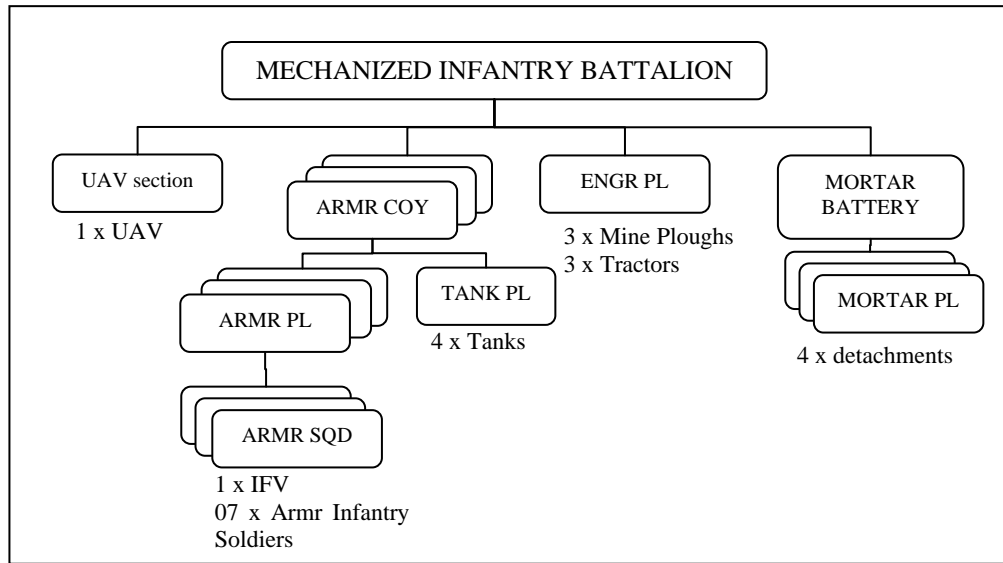 MECHANIZED INFANTRY BATTALION
UAV section
1 x UAV
ARMR COY
ENGR PL
3 x Mine Ploughs
3 x Tractors
MORTAR
BATTERY
ARMR PL
TANK PL
4 x Tanks
MORTAR PL
4 x detachments
ARMR SQD
1 x IFV
07 x Armr Infantry
Soldiers